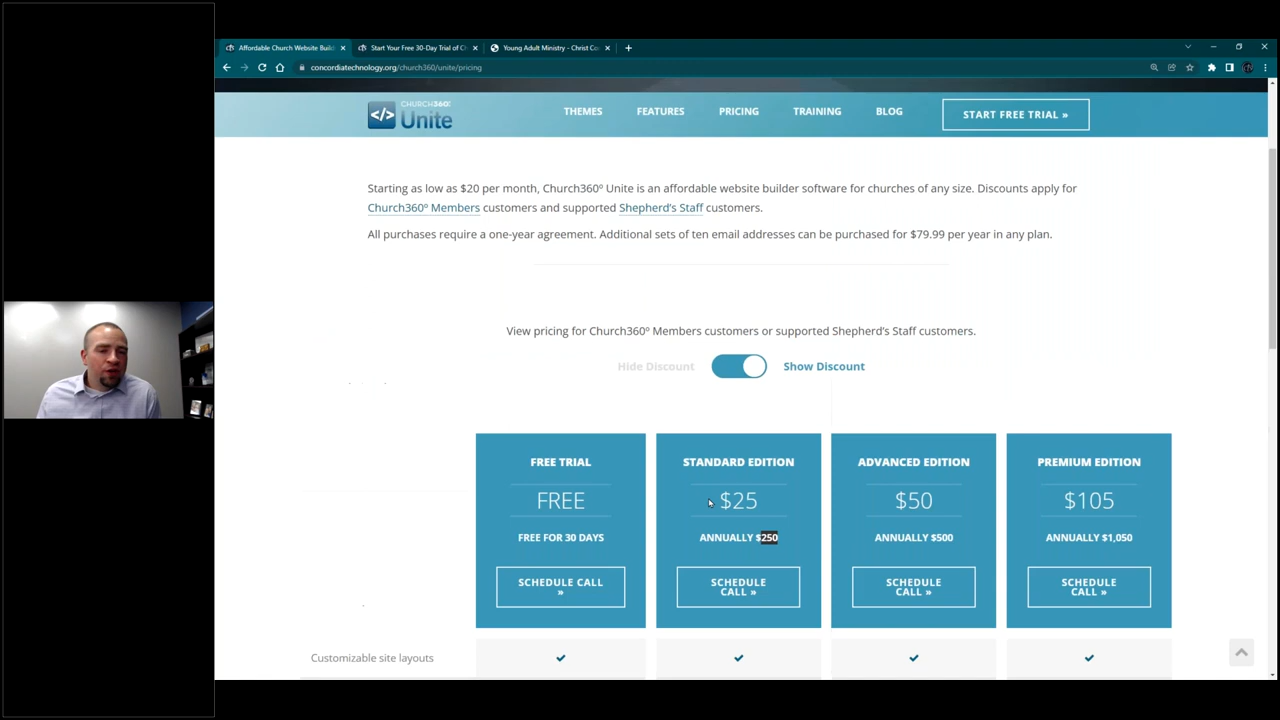 Affordable Church Website Build
Start Your Free 30-Day Trial of C
Young Adult Ministry - Christ Co
concordiatechnology.org/church360/unite/pricing
CHURCH360°
Unite
THEMES
FEATURES
PRICING
TRAINING
BLOG
START FREE TRIAL »
Starting as low as $20 per month, Church360° Unite is an affordable website builder software for churches of any size. Discounts apply for
Church360° Members customers and supported Shepherd's Staff customers.
All purchases require a one-year agreement. Additional sets of ten email addresses can be purchased for $79.99 per year in any plan.
View pricing for Church360° Members customers or supported Shepherd's Staff customers.
Hide Discount
Show Discount
FREE TRIAL
FREE
FREE FOR 30 DAYS
SCHEDULE CALL
»
STANDARD EDITION
$25
ANNUALLY $250
SCHEDULE
CALL »
ADVANCED EDITION
$50
ANNUALLY $500
SCHEDULE
CALL »
PREMIUM EDITION
$105
ANNUALLY $1,050
SCHEDULE
CALL »
Customizable site layouts